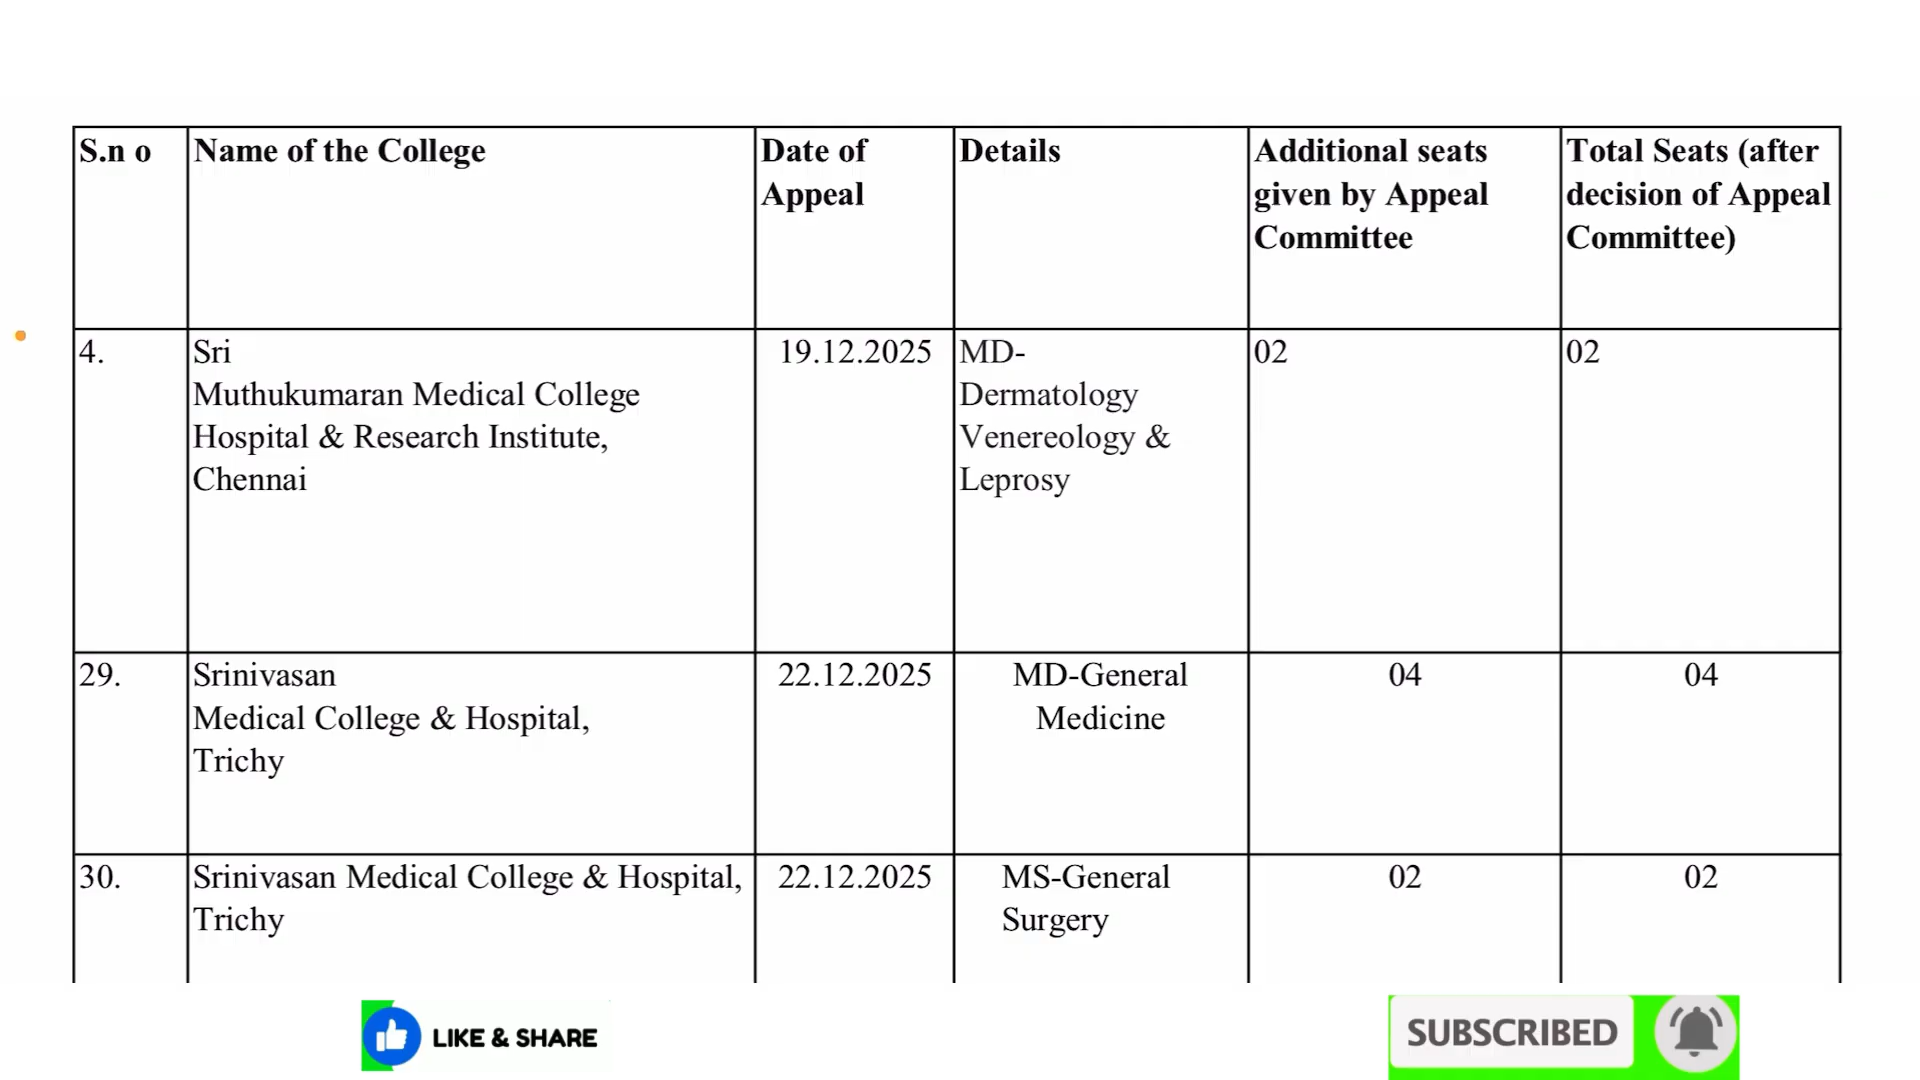 S.n o
Name of the College
Date of
Appeal
Details
Additional seats
given by Appeal
Committee
Total Seats (after
decision of Appeal
Committee)
4.
Sri
Muthukumaran Medical College
Hospital & Research Institute,
Chennai
19.12.2025
MD-
Dermatology
Venereology &
Leprosy
02
02
29.
Srinivasan
Medical College & Hospital,
Trichy
22.12.2025
MD-General
Medicine
04
04
30.
Srinivasan Medical College & Hospital,
Trichy
22.12.2025
MS-General
Surgery
02
02
LIKE & SHARE
SUBSCRIBED